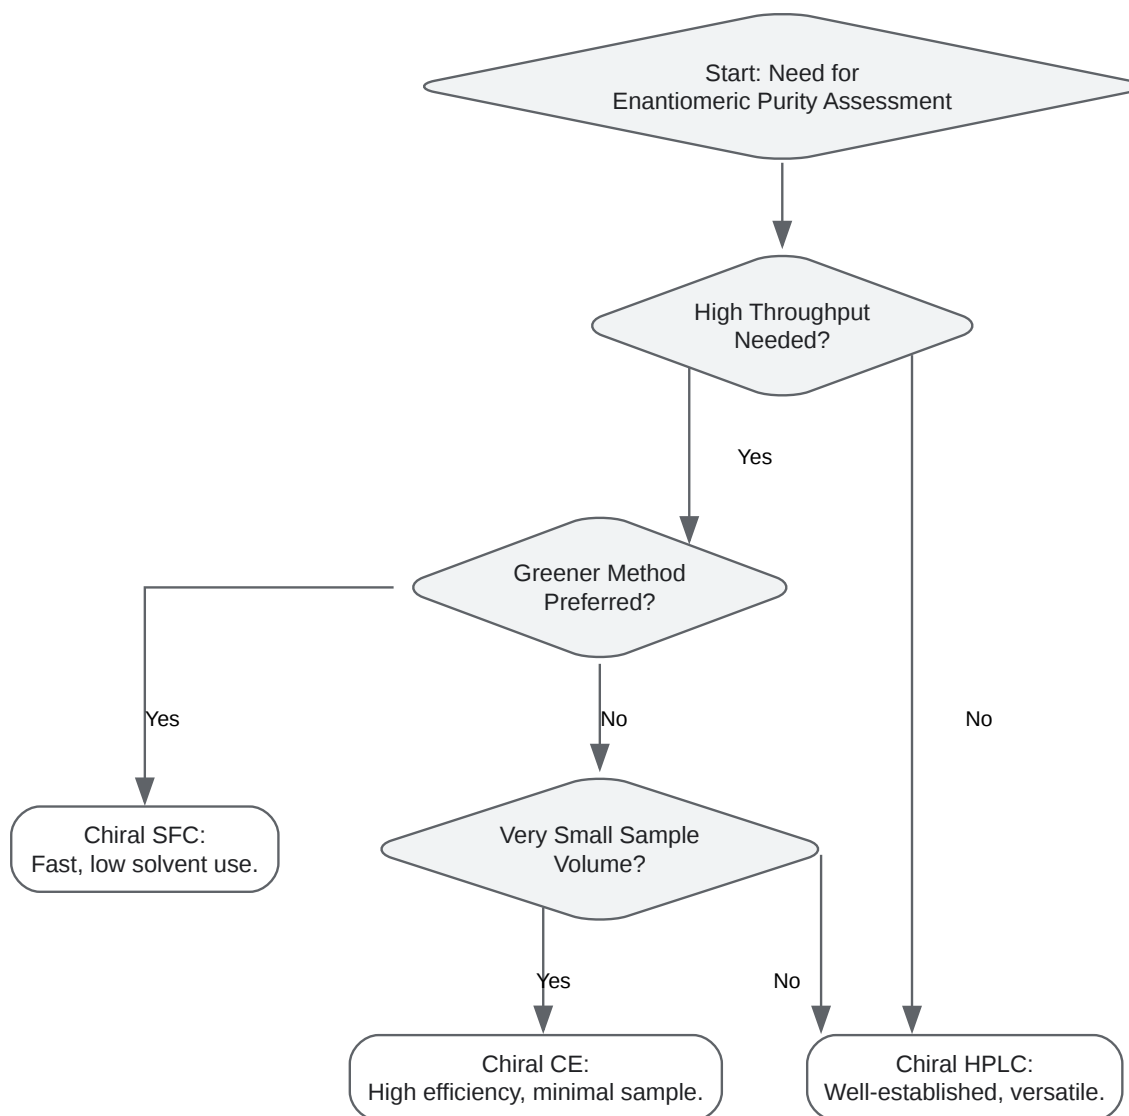 Start: Need for
Enantiomeric Purity Assessment
High Throughput
Needed?
Yes
Greener Method
Preferred?
Yes
No
No
Very Small Sample
Volume?
Chiral SFC:
Fast, low solvent use.
Yes
No
Chiral CE:
High efficiency, minimal sample.
Chiral HPLC:
Well-established, versatile.